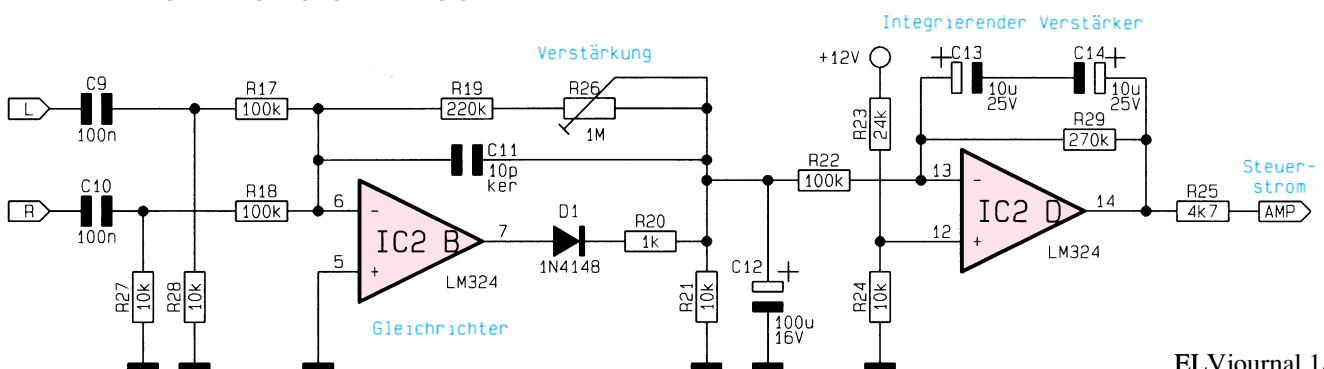 Integrierender Verstärker
Verstärkung
+12V
C13
10u
25V
C14
10u
25V
C9
100n
L
R17
100k
R19
220k
R26
1M
R23
24k
R29
270k
C11
10p
ker
R22
100k
Steuer-
strom
C10
100n
R
R18
100k
6
-
IC2 B
5
+
7
LM324
D1
1N4148
R20
1k
13
-
IC2 D
12
+
14
LM324
R25
4k7
AMP
R27
10k
R28
10k
Gleichrichter
R21
10k
C12
100u
16V
R24
10k